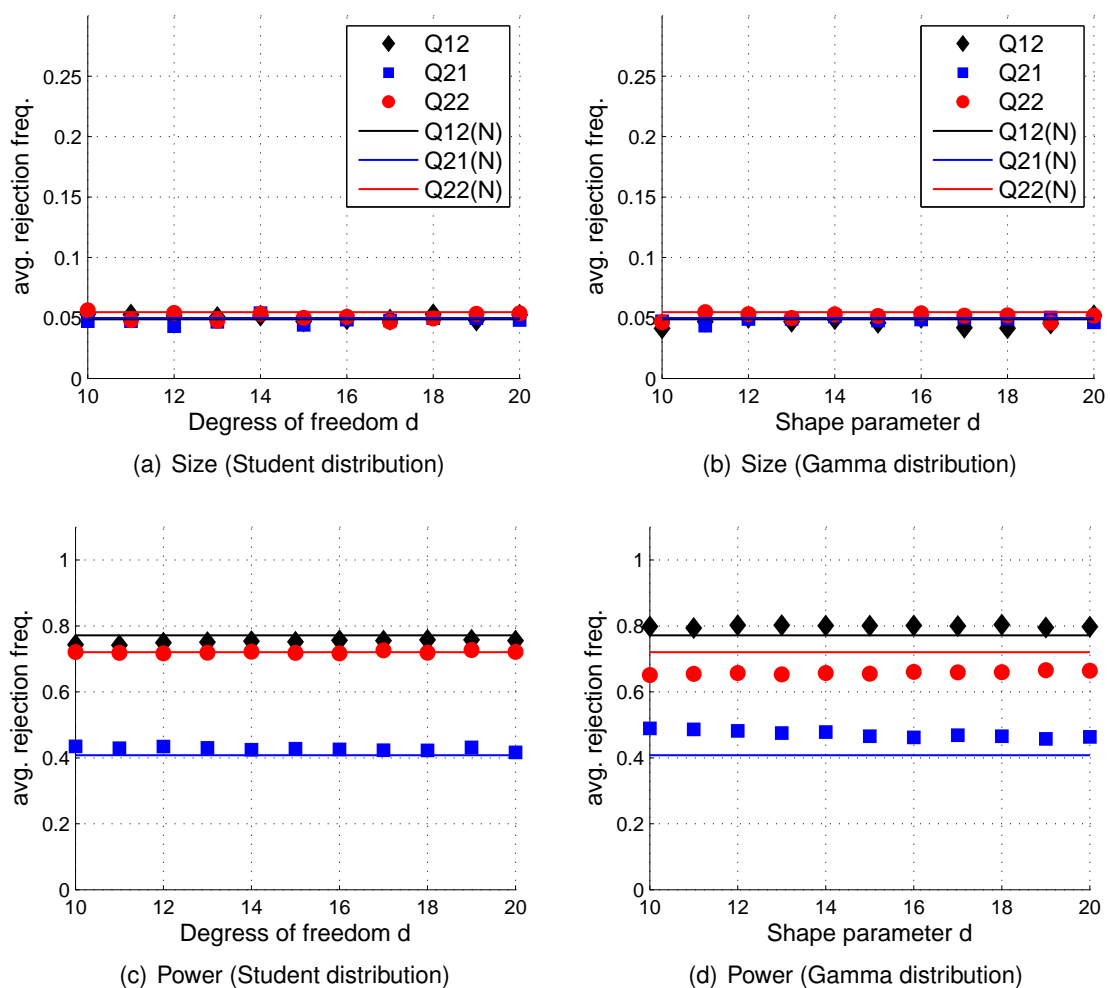 0.25
0.2
0.15
0.1
0.05
0
avg. rejection freq.
10 12 14 16 18 20
Degress of freedom d
Q12
Q21
Q22
Q12(N)
Q21(N)
Q22(N)
(a) Size (Student distribution)
0.25
0.2
0.15
0.1
0.05
0
avg. rejection freq.
10 12 14 16 18 20
Shape parameter d
Q12
Q21
Q22
Q12(N)
Q21(N)
Q22(N)
(b) Size (Gamma distribution)
1
0.8
0.6
0.4
0.2
0
avg. rejection freq.
10 12 14 16 18 20
Degress of freedom d
(c) Power (Student distribution)
1
0.8
0.6
0.4
0.2
0
avg. rejection freq.
10 12 14 16 18 20
Shape parameter d
(d) Power (Gamma distribution)